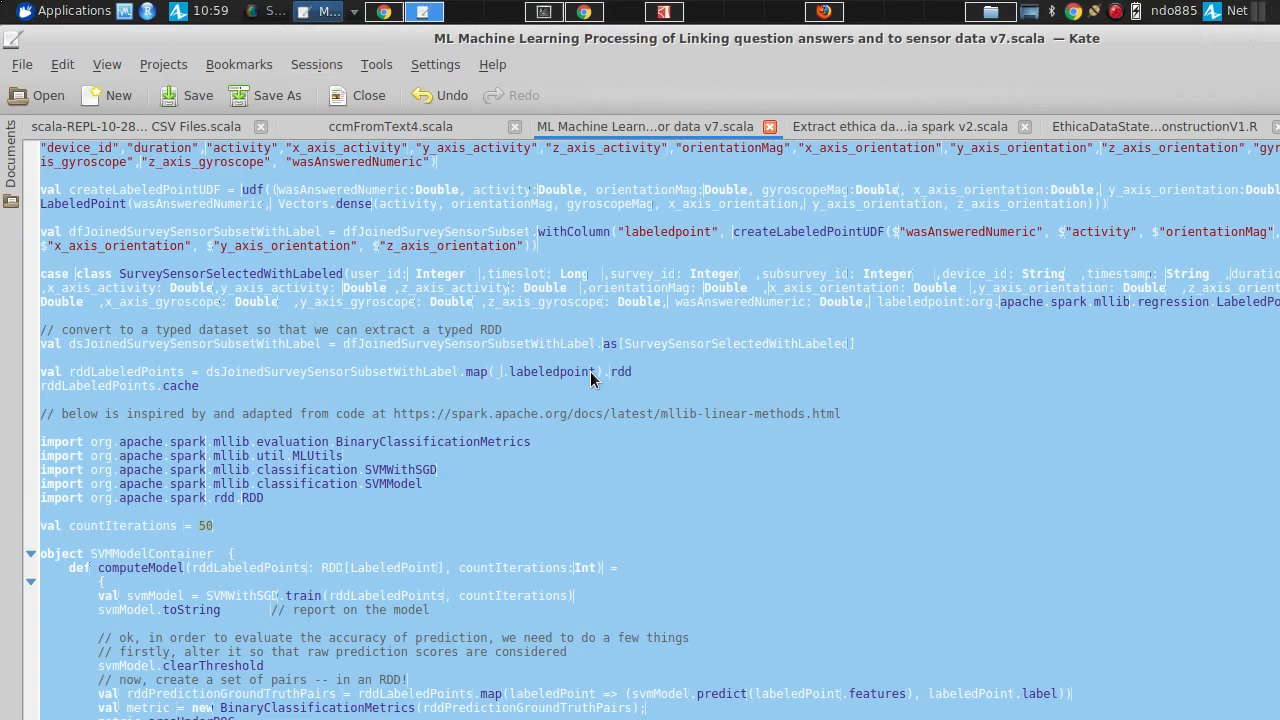 Applications 10:59 S... M... ndo885 Net
ML Machine Learning Processing of Linking question answers and to sensor data v7.scala — Kate
File Edit View Projects Bookmarks Sessions Tools Settings Help
Open New Save Save As Close Undo Redo
scala-REPL-10-28... CSV Files.scala ccmFromText4.scala ML Machine Learn...or data v7.scala Extract ethica da...ia spark v2.scala EthicaDataState...onstructionV1.R
Documents
"device_id","duration","activity","x_axis_activity","y_axis_activity","z_axis_activity","orientationMag","x_axis_orientation","y_axis_orientation","z_axis_orientation","gyr
is_gyroscope","z_axis_gyroscope", "wasAnsweredNumeric")
val createLabeledPointUDF = udf((wasAnsweredNumeric:Double, activity:Double, orientationMag:Double, gyroscopeMag:Double, x_axis_orientation:Double, y_axis_orientation:Doubl
LabeledPoint(wasAnsweredNumeric, Vectors.dense(activity, orientationMag, gyroscopeMag, x_axis_orientation, y_axis_orientation, z_axis_orientation)))
val dfJoinedSurveySensorSubsetWithLabel = dfJoinedSurveySensorSubset.withColumn("labeledpoint", createLabeledPointUDF($"wasAnsweredNumeric", $"activity", $"orientationMag",
$"x_axis_orientation", $"y_axis_orientation", $"z_axis_orientation"))
case class SurveySensorSelectedWithLabeled(user_id: Integer ,timeslot: Long ,survey_id: Integer ,subsurvey_id: Integer ,device_id: String ,timestamp: String ,duratio
,x_axis_activity: Double,y_axis_activity: Double ,z_axis_activity: Double ,orientationMag: Double ,x_axis_orientation: Double ,y_axis_orientation: Double ,z_axis_orientati
Double ,x_axis_gyroscope: Double ,y_axis_gyroscope: Double ,z_axis_gyroscope: Double, wasAnsweredNumeric: Double, labeledpoint:org.apache.spark.mllib.regression.LabeledPo
// convert to a typed dataset so that we can extract a typed RDD
val dsJoinedSurveySensorSubsetWithLabel = dfJoinedSurveySensorSubsetWithLabel.as[SurveySensorSelectedWithLabeled]
val rddLabeledPoints = dsJoinedSurveySensorSubsetWithLabel.map(_.labeledpoint).rdd
rddLabeledPoints.cache
// below is inspired by and adapted from code at https://spark.apache.org/docs/latest/mllib-linear-methods.html
import org.apache.spark.mllib.evaluation.BinaryClassificationMetrics
import org.apache.spark.mllib.util.MLUtils
import org.apache.spark.mllib.classification.SVMWithSGD
import org.apache.spark.mllib.classification.SVMModel
import org.apache.spark.rdd.RDD
val countIterations = 50
object SVMModelContainer {
def computeModel(rddLabeledPoints: RDD[LabeledPoint], countIterations:Int) =
{
val svmModel = SVMWithSGD.train(rddLabeledPoints, countIterations)
svmModel.toString // report on the model
// ok, in order to evaluate the accuracy of prediction, we need to do a few things
// firstly, alter it so that raw prediction scores are considered
svmModel.clearThreshold
// now, create a set of pairs -- in an RDD!
val rddPredictionGroundTruthPairs = rddLabeledPoints.map(labeledPoint => (svmModel.predict(labeledPoint.features), labeledPoint.label))
val metric = new BinaryClassificationMetrics(rddPredictionGroundTruthPairs);